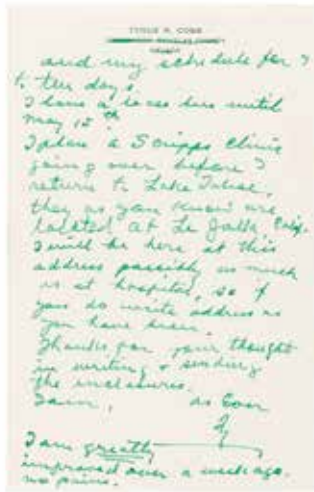 TYRUS R. COBB
and my schedule for 7
to ten days.
I have a lease here until
May 15th
I plan a Scripps Clinic
going over before I
return to Lake Tahoe,
they as you know are
located at La Jolla, Calif.
I will be here at this
address possibly as much
as at hospital, so if
you do write address as
you have been.
Thanks for your thought
in writing & sending
the inclosures.
I am, as Ever
Ty
I am greatly
improved over a week ago.
no pains.